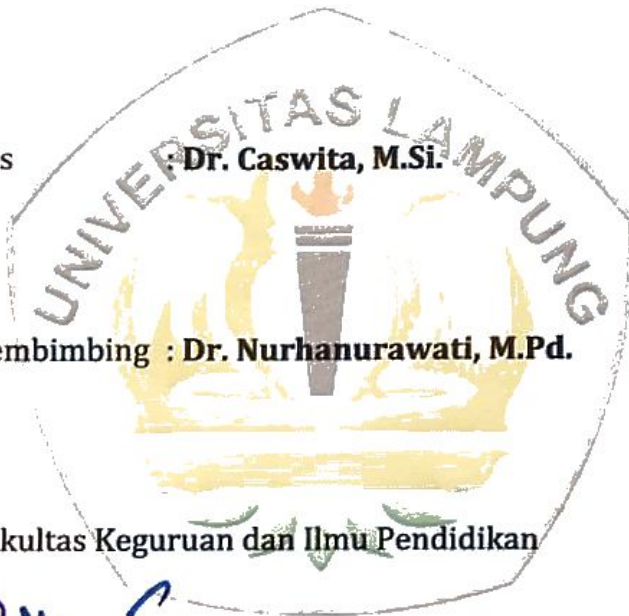 UNIVERSITAS LAMPUNG
s : Dr. Caswita, M.Si.
embimbing : Dr. Nurhanurawati, M.Pd.
kultas Keguruan dan Ilmu Pendidikan